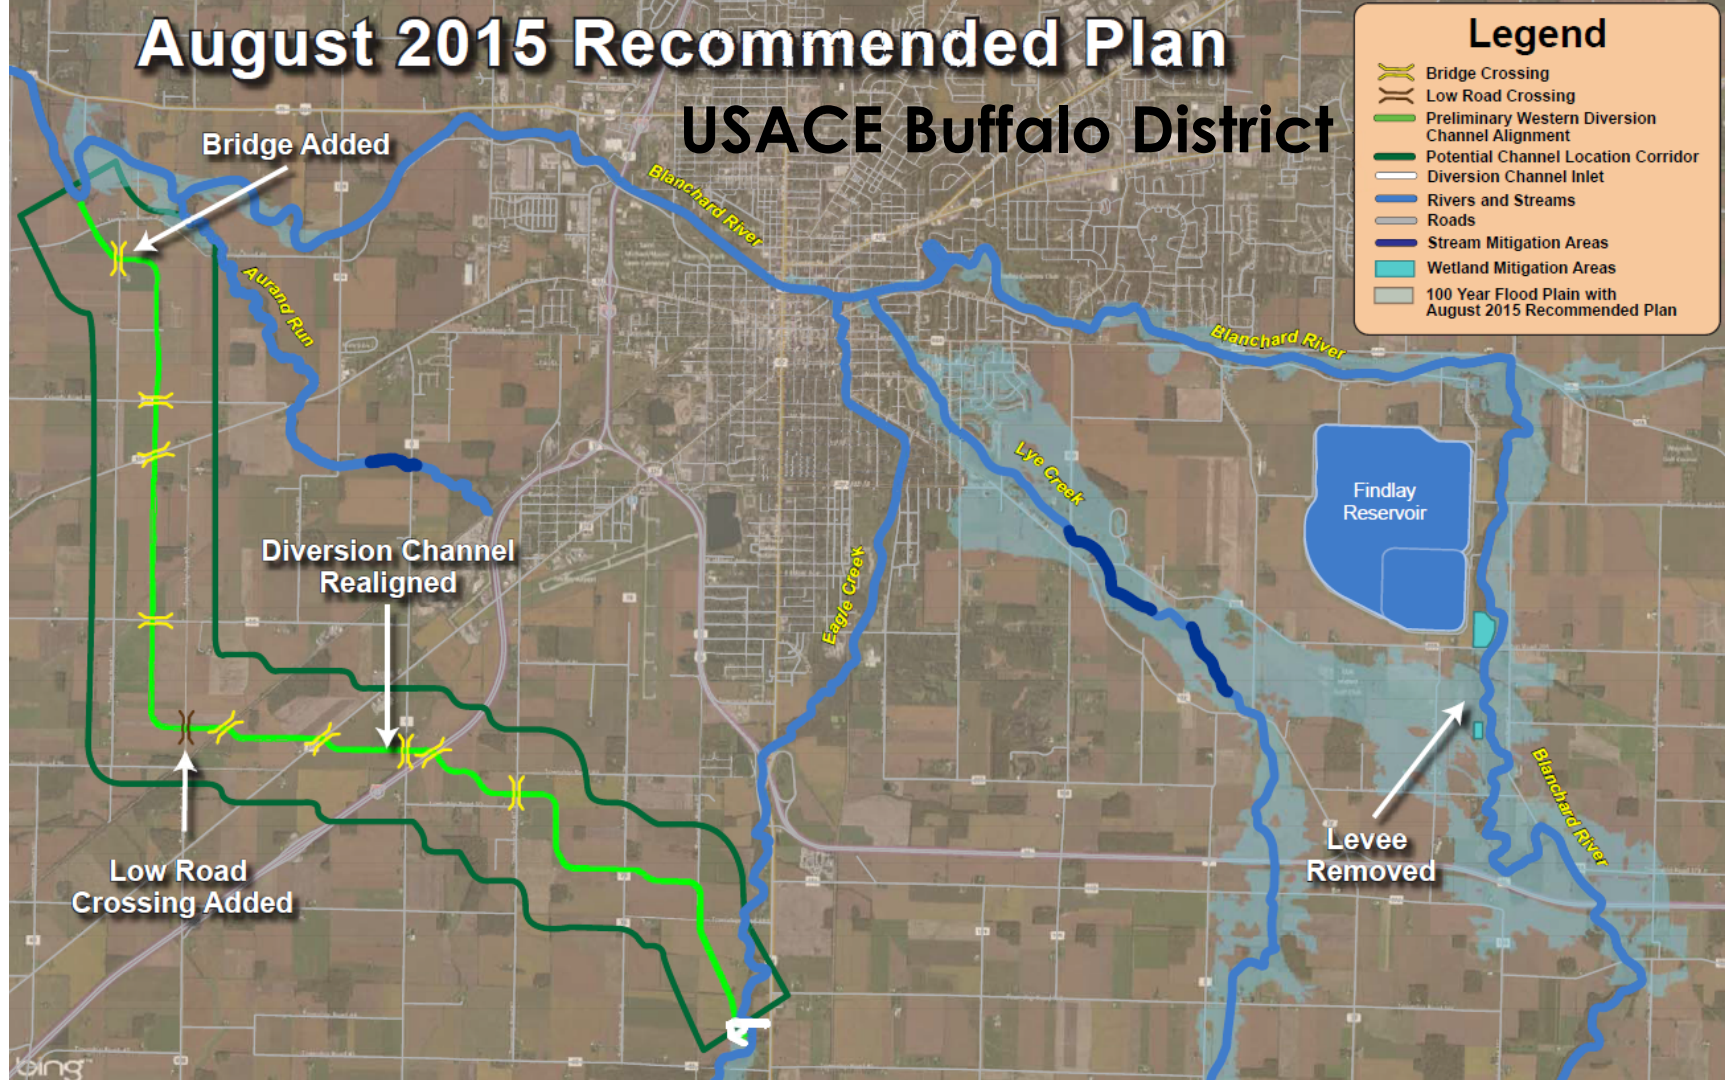 August 2015 Recommended Plan
USACE Buffalo District
Legend
Bridge Crossing
Low Road Crossing
Preliminary Western Diversion
Channel Alignment
Potential Channel Location Corridor
Diversion Channel Inlet
Rivers and Streams
Roads
Stream Mitigation Areas
Wetland Mitigation Areas
100 Year Flood Plain with
August 2015 Recommended Plan
Bridge Added
Blanchard River
Aurand Run
Blanchard River
Lye Creek
Findlay
Reservoir
Diversion Channel
Realigned
Eagle Creek
Blanchard River
Levee
Removed
Low Road
Crossing Added
bing